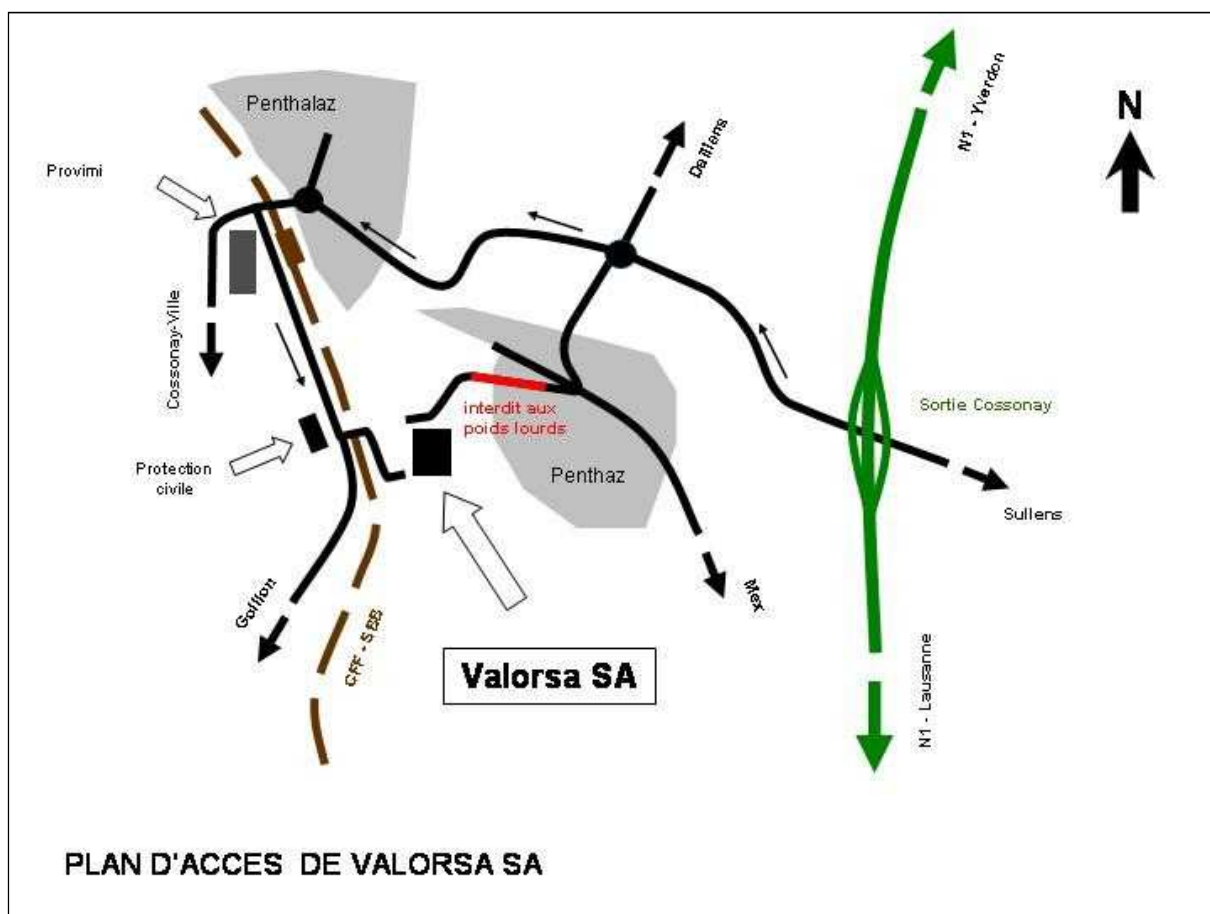 Penthalaz
N1 - Yverdon
N
Provimi
Daillens
Cossonay-Ville
interdit aux
poids lourds
Sortie Cossonay
Protection
civile
Penthaz
Sullens
Gollion
Mex
CFF - SBB
Valorsa SA
N1 - Lausanne
PLAN D'ACCES DE VALORSA SA